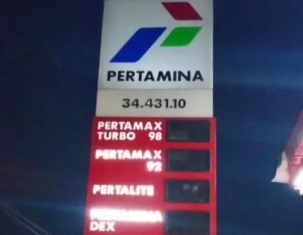 PERTAMINA
34.431.10
PERTAMAX
TURBO 98
PERTAMAX
92
PERTALITE
PERTAMINA
DEX